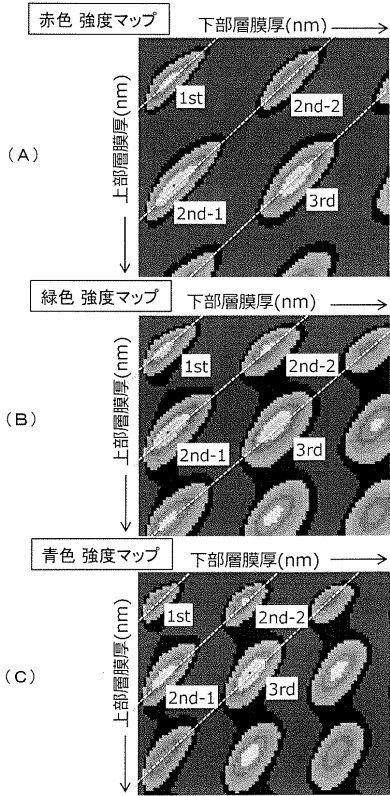 赤色 強度マップ
下部層膜厚(nm)
(A)
上部層膜厚(nm)
1st
2nd-2
2nd-1
3rd
緑色 強度マップ
下部層膜厚(nm)
(B)
上部層膜厚(nm)
1st
2nd-2
2nd-1
3rd
青色 強度マップ
下部層膜厚(nm)
(C)
上部層膜厚(nm)
1st
2nd-2
2nd-1
3rd